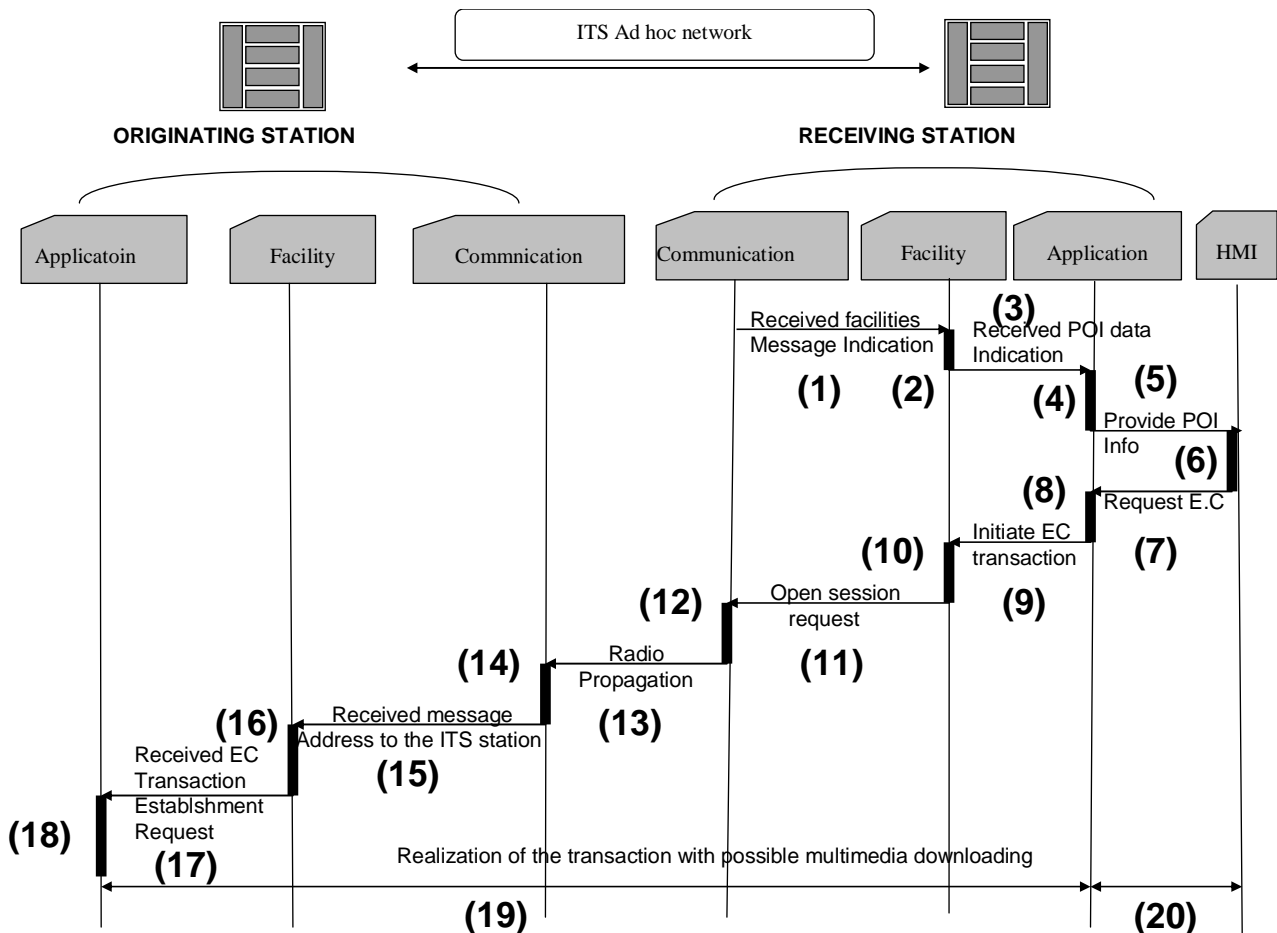 ITS Ad hoc network
ORIGINATING STATION
RECEIVING STATION
Applicatoin
Facility
Commnication
Communication
Facility
Application
HMI
(3)
Received facilities
Message Indication
Received POI data
Indication
(1)
(2)
(4)
(5)
Provide POI
Info
(6)
(8)
Request E.C
Initiate EC
transaction
(10)
(7)
(12)
Open session
request
(9)
(14)
Radio
Propagation
(11)
(16)
Received message
Address to the ITS station
(13)
Received EC
Transaction
Establshment
Request
(15)
(18)
(17)
Realization of the transaction with possible multimedia downloading
(19)
(20)